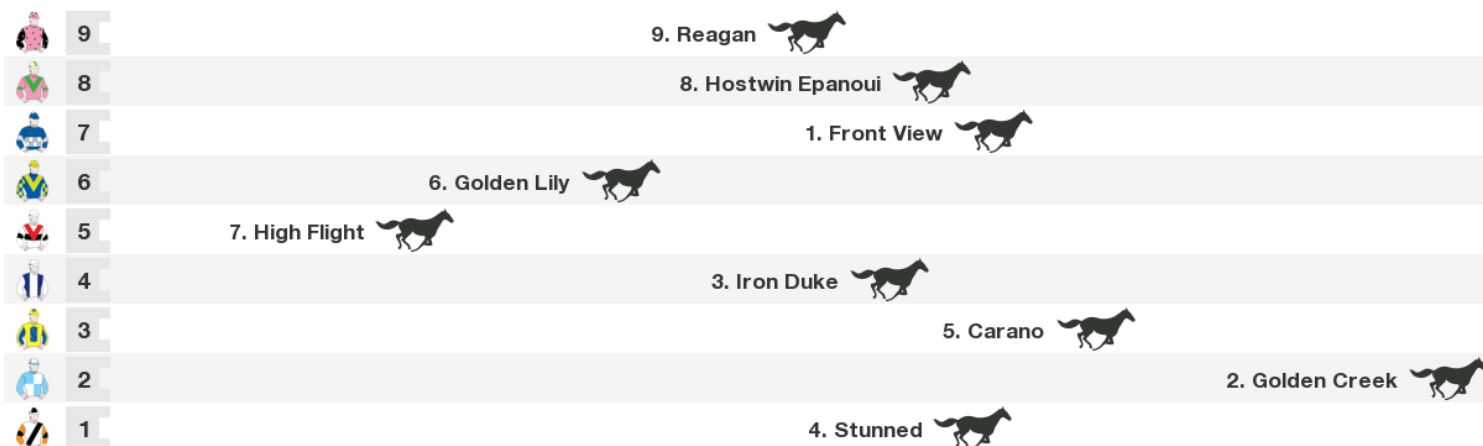 9 9. Reagan
8 8. Hostwin Epanoui
7 1. Front View
6 6. Golden Lily
5 7. High Flight
4 3. Iron Duke
3 5. Carano
2 2. Golden Creek
1 4. Stunned